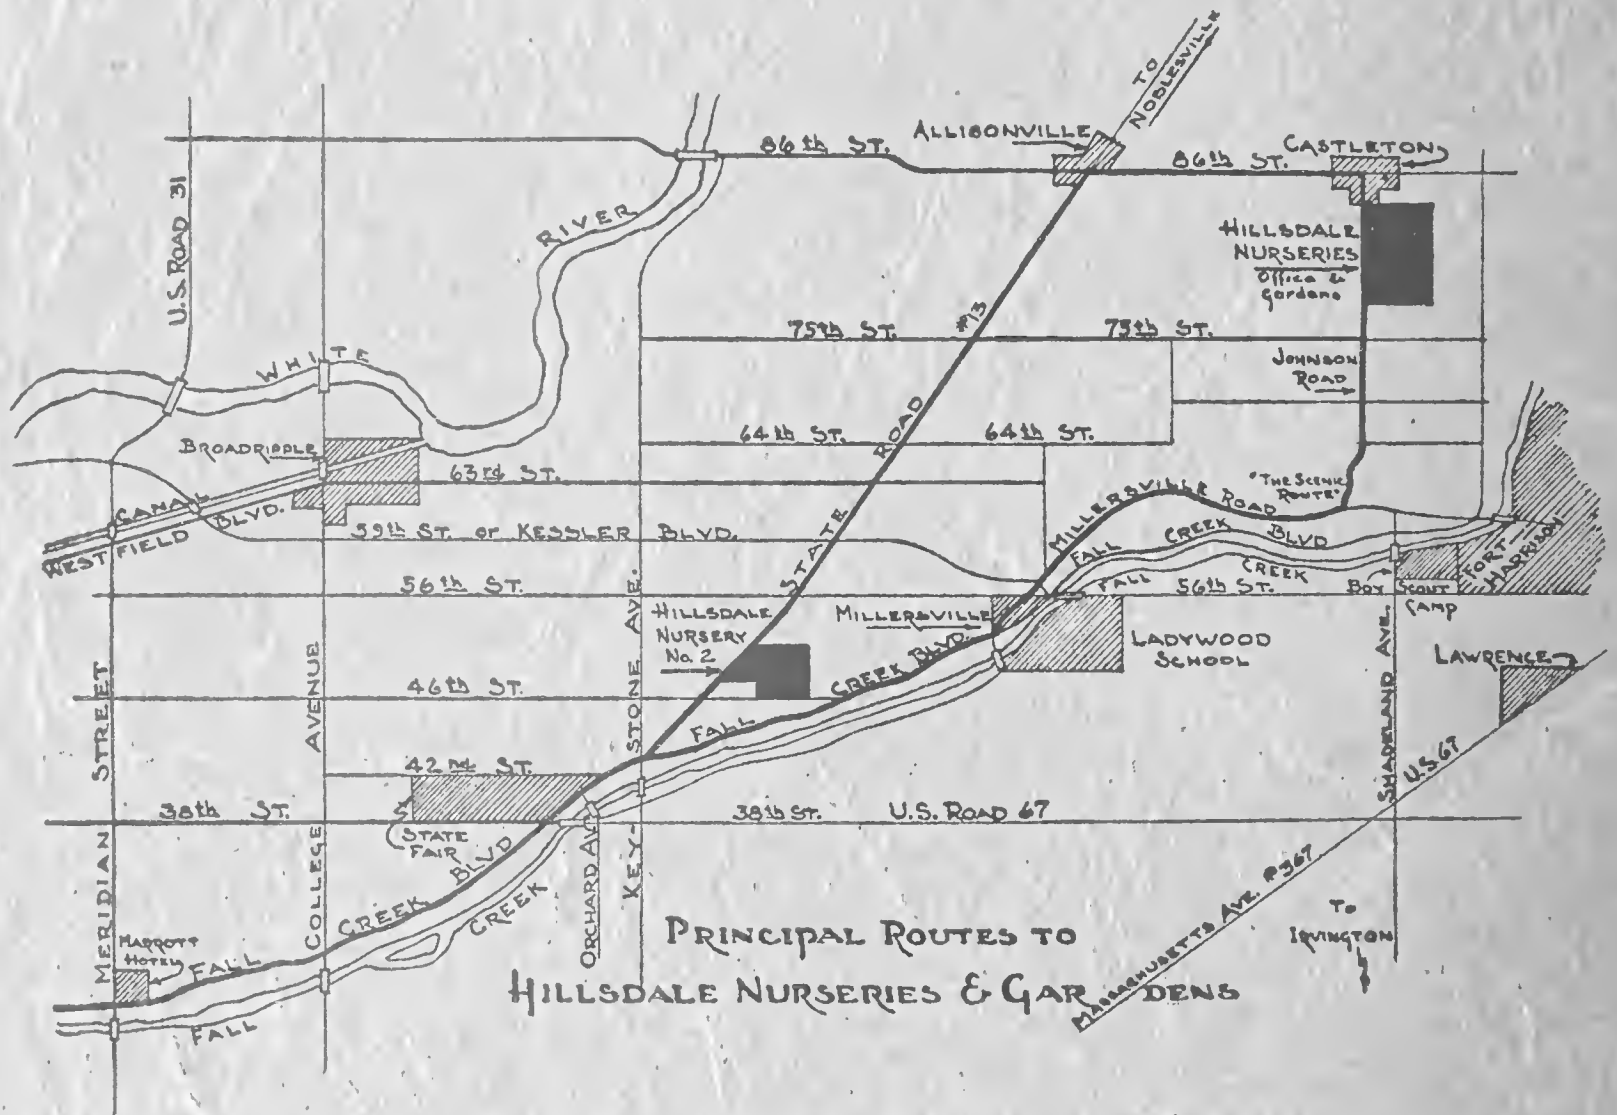 TO
NOBLESVILLE
ALLISONVILLE
86th ST.
86th ST.
CASTLETON
U.S. ROAD 31
RIVER
WHITE
HILLSDALE
NURSERIES
Office &
Gardens
#13
75th ST.
75th ST.
JOHNSON
ROAD
STATE ROAD
64th ST.
64th ST.
BROADRIPPLE
63rd ST.
"THE SCENIC
ROUTE"
CANAL
WESTFIELD BLVD.
59th ST. or KESSLER BLVD.
MILLERSVILLE ROAD
FALL CREEK BLVD
FALL CREEK
FORT
HARRISON
56th ST.
56th ST.
BOY SCOUT
CAMP
HILLSDALE
NURSERY
No. 2
MILLERSVILLE
LADYWOOD
SCHOOL
LAWRENCE
46th ST.
FALL CREEK BLVD.
MERIDIAN STREET
COLLEGE AVENUE
KEY-STONE AVE.
SHADELAND AVE.
42nd ST.
STATE
FAIR
38th ST.
38th ST.
U.S. ROAD 67
U.S. 67
ORCHARD AV.
FALL CREEK BLVD
FALL CREEK
MARROTT
HOTEL
MASSACHUSETTS AVE. #367
TO
IRVINGTON
PRINCIPAL ROUTES TO
HILLSDALE NURSERIES & GARDENS